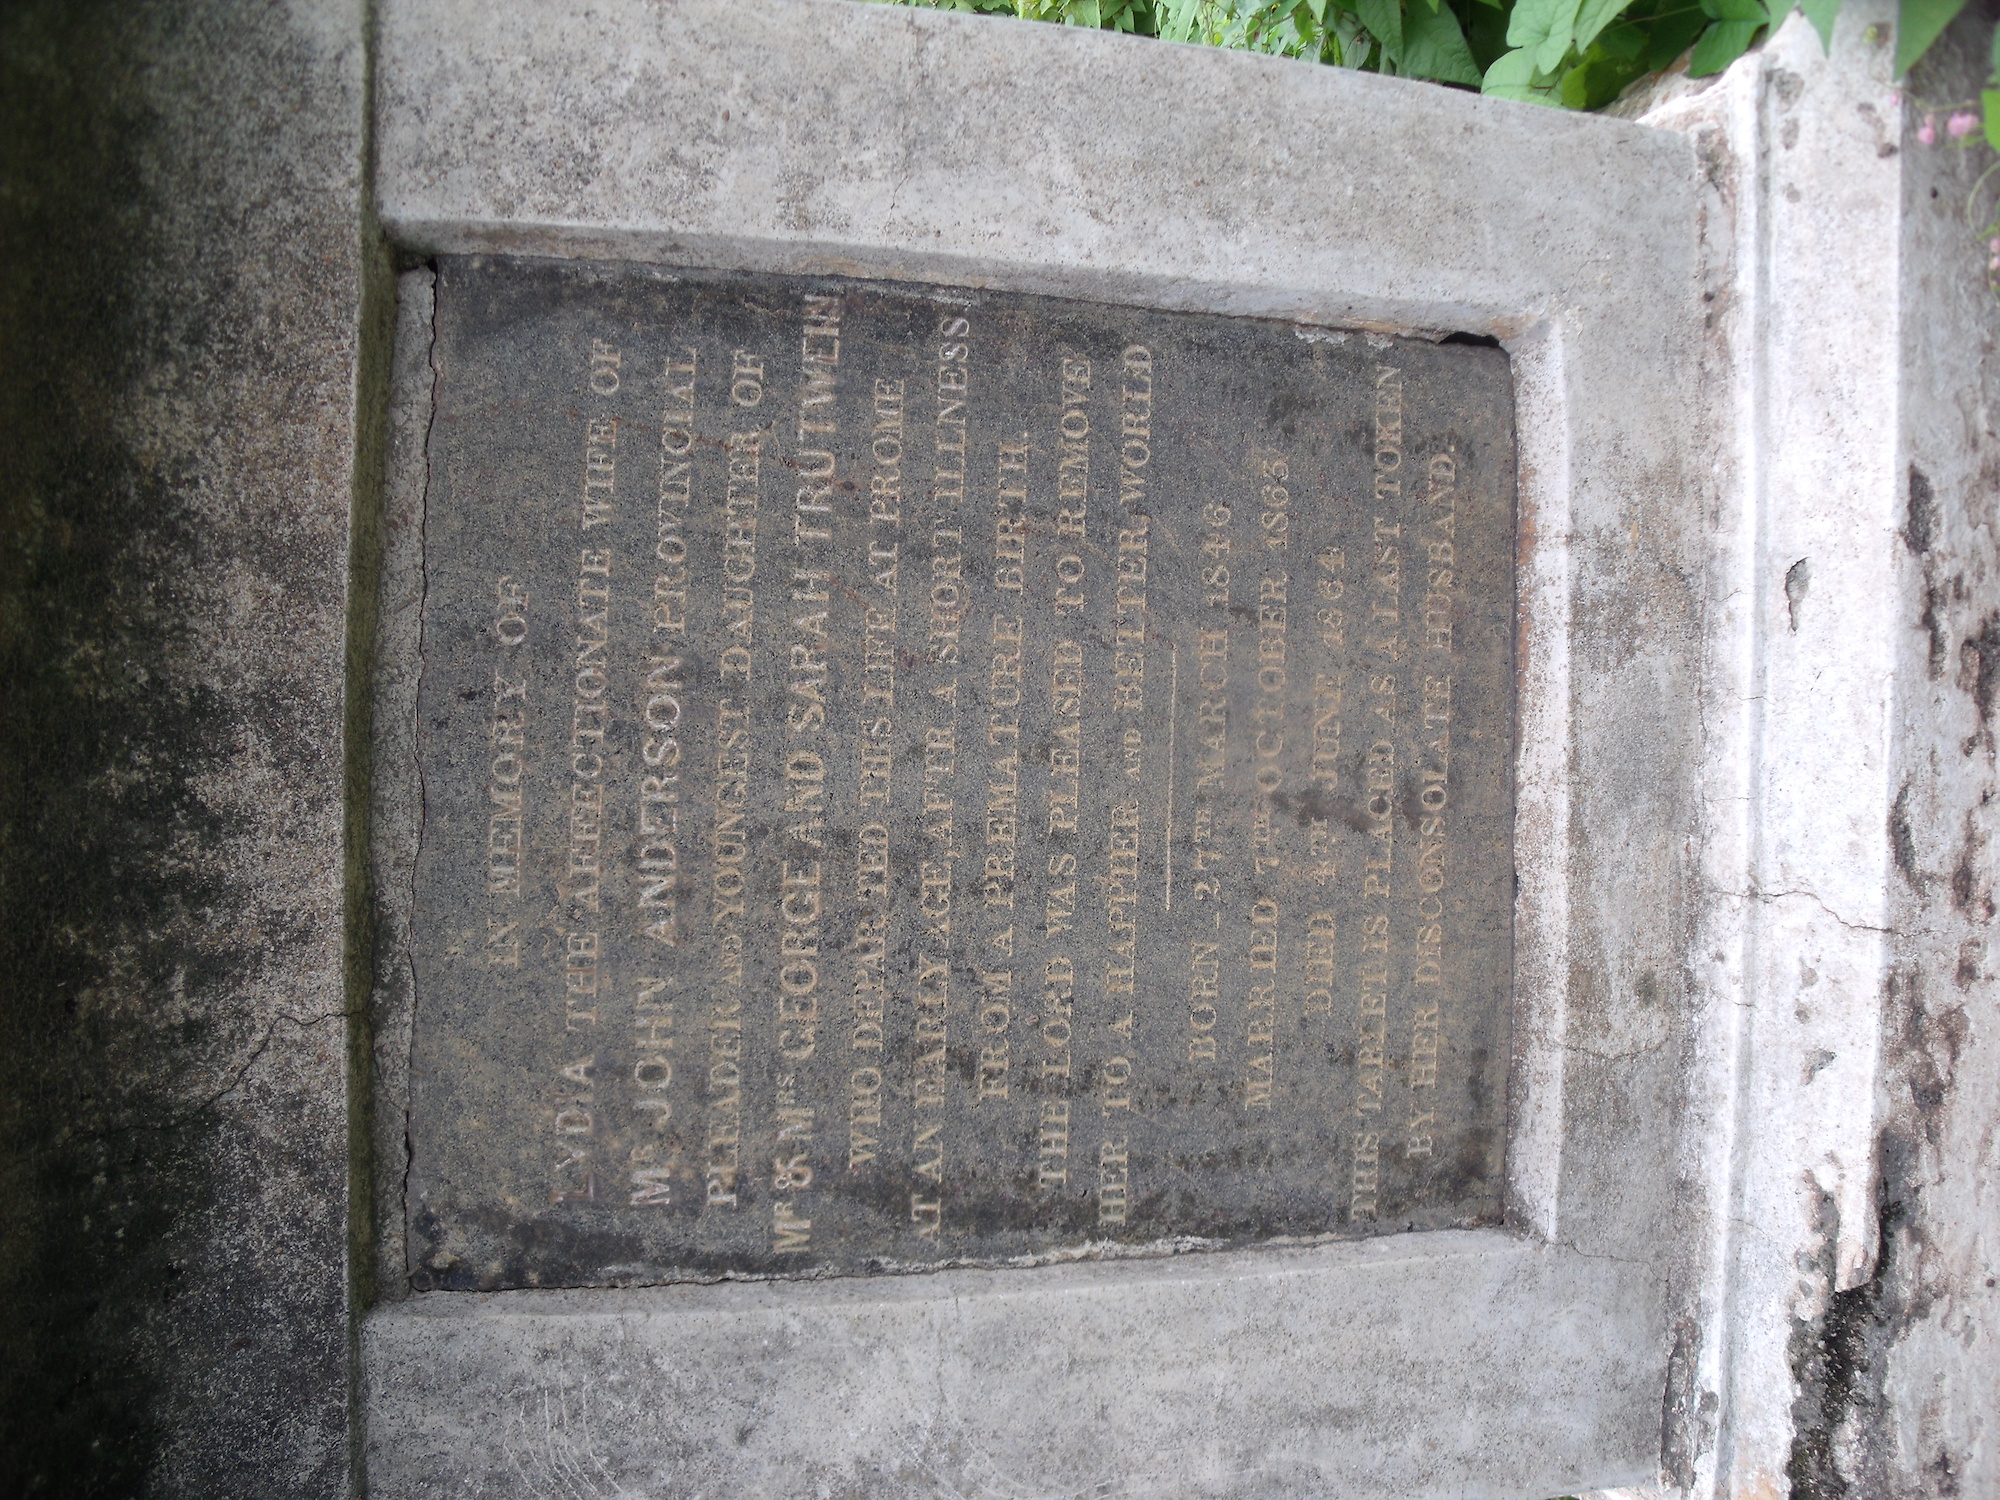 IN MEMORY OF
LYDIA THE AFFECTIONATE WIFE OF
Mr JOHN ANDERSON PROVINCIAL
PLEADER AND YOUNGEST DAUGHTER OF
MR & Mrs GEORGE AND SARAH TRUTWEIN
WHO DEPARTED THIS LIFE AT PROME
AT AN EARLY AGE, AFTR A SHORT ILLNESS
FROM A PREMATURE BIRTH.
THE LORD WAS PLEASED TO REMOVE
HER TO A HAPPIER AND BETTER, WORLD
BORN - 27TH MARCH 1846
MARRIED 7TH OCTOBER 1863
DIED 4TH JUNE 1864
THIS TABLET IS PLACED AS A LAST TOKEN
BY HER DISCONSOLATE HUSBAND.